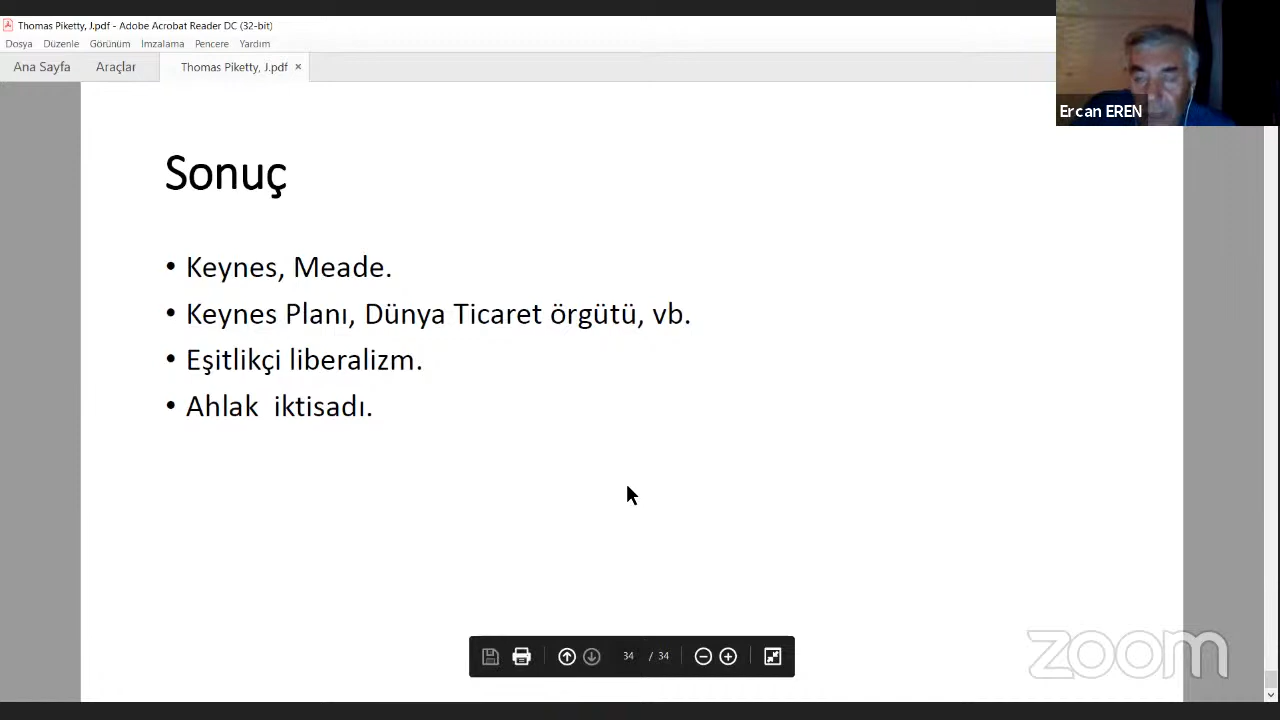 Thomas Piketty, J.pdf - Adobe Acrobat Reader DC (32-bit)
Dosya Düzenle Görünüm Imzalama Pencere Yardım
Ana Sayfa Araçlar Thomas Piketty, J.pdf ×
Ercan EREN
Sonuç
• Keynes, Meade.
• Keynes Planı, Dünya Ticaret örgütü, vb.
• Eşitlikçi liberalizm.
• Ahlak iktisadı.
34 / 34
zoom